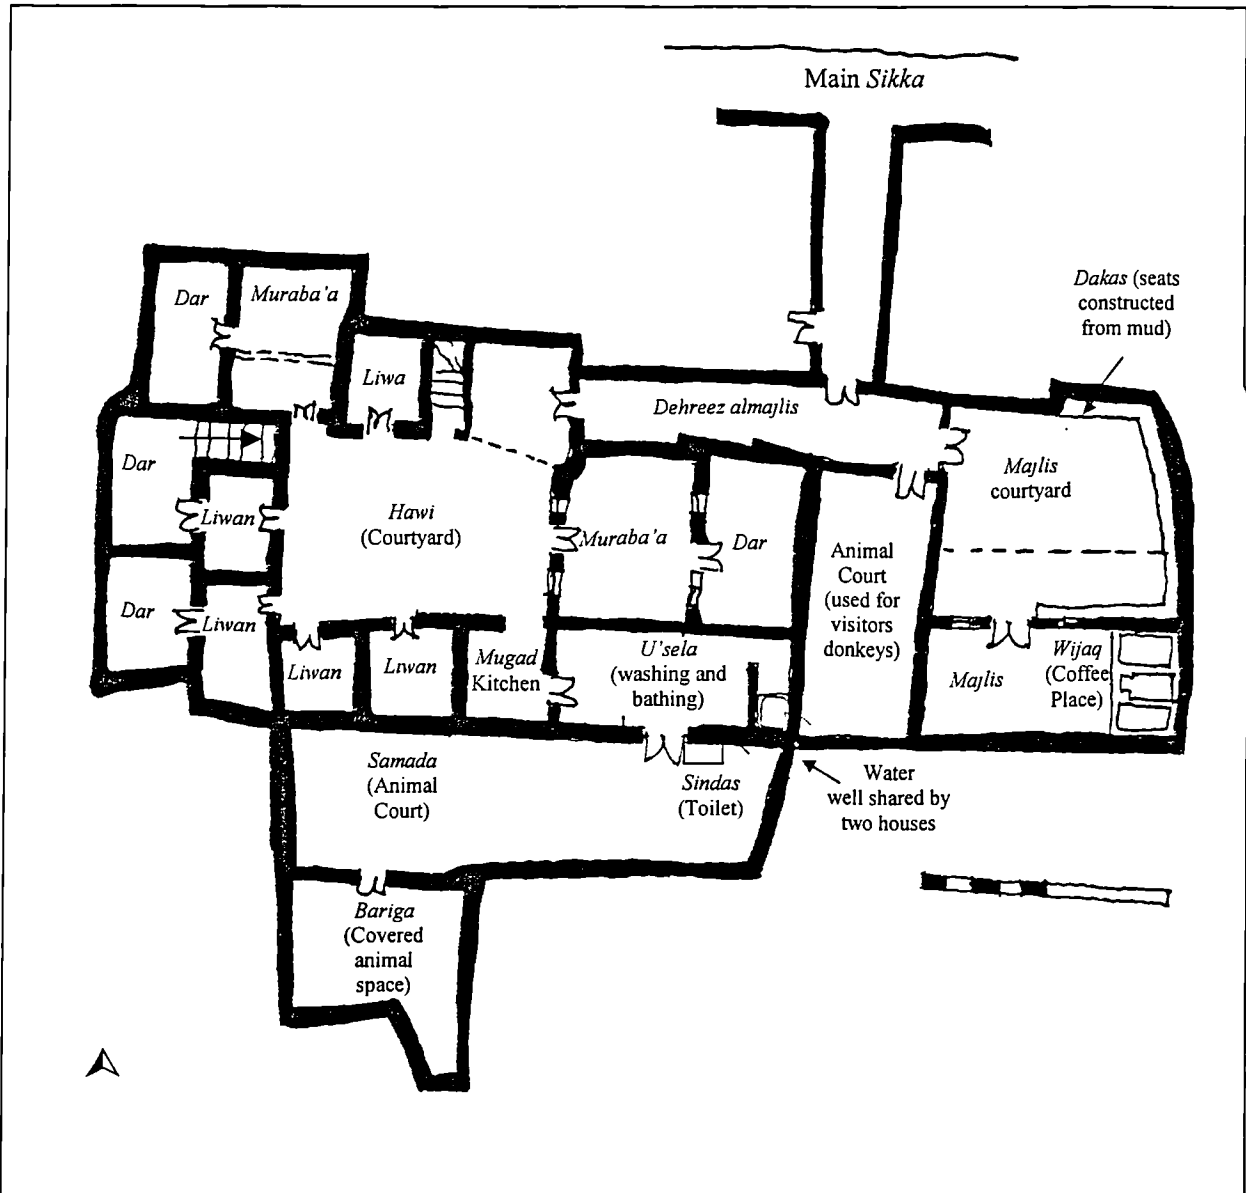 Main Sikka
Dakas (seats
constructed
from mud)
Dar
Muraba'a
Liwa
Dehreez almajlis
Majlis
courtyard
Dar
Liwan
Hawi
(Courtyard)
Muraba'a
Dar
Animal
Court
(used for
visitors
donkeys)
Dar
Liwan
Liwan
Liwan
Mugad
Kitchen
U'sela
(washing and
bathing)
Majlis
Wijaq
(Coffee
Place)
Samada
(Animal
Court)
Sindas
(Toilet)
Water
well shared by
two houses
Bariga
(Covered
animal
space)